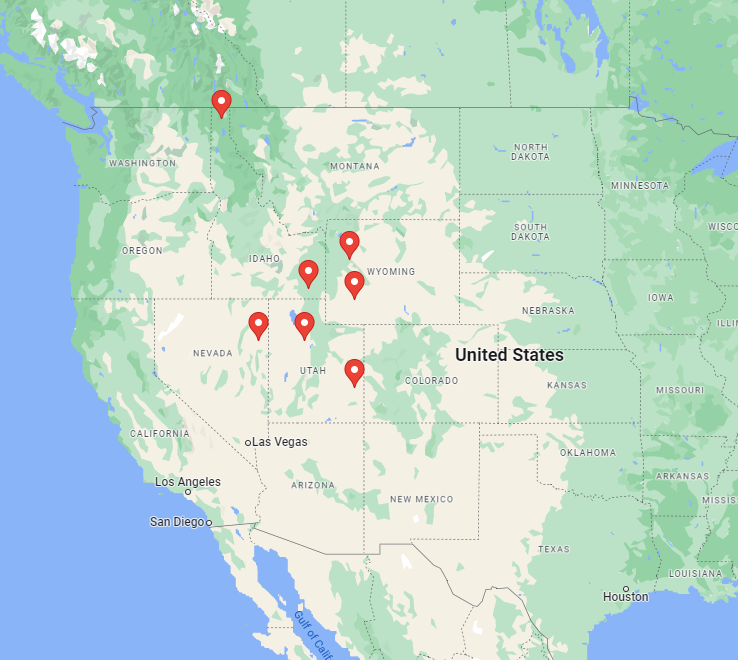 WASHINGTON
MONTANA
NORTH
DAKOTA
MINNESOTA
OREGON
IDAHO
WYOMING
SOUTH
DAKOTA
WISCO
NEVADA
UTAH
COLORADO
NEBRASKA
IOWA
ILLI
United States
KANSAS
MISSOURI
CALIFORNIA
Las Vegas
OKLAHOMA
ARKANSAS
Los Angeles
ARIZONA
NEW MEXICO
MISSIS
San Diego
TEXAS
LOUISIANA
Houston
Gulf of Calif